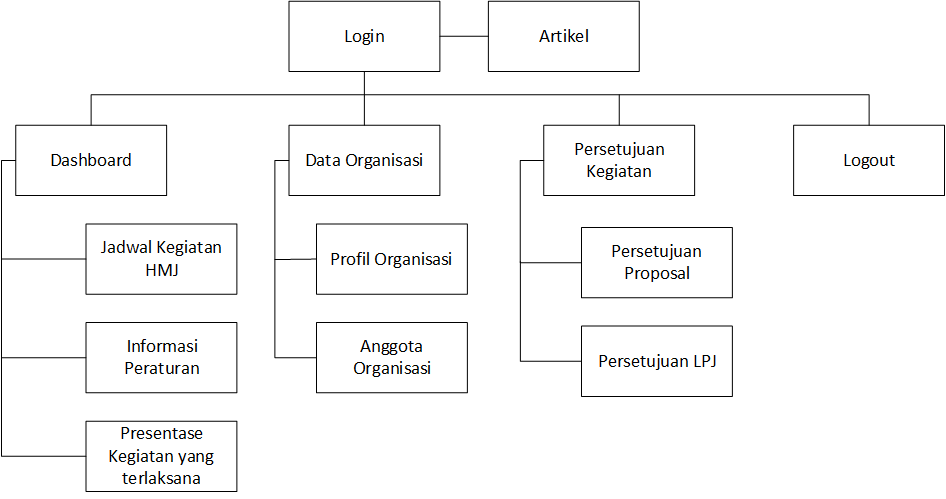 Login
Artikel
Dashboard
Data Organisasi
Persetujuan
Kegiatan
Logout
Jadwal Kegiatan
HMJ
Profil Organisasi
Persetujuan
Proposal
Informasi
Peraturan
Anggota
Organisasi
Persetujuan LPJ
Presentase
Kegiatan yang
terlaksana